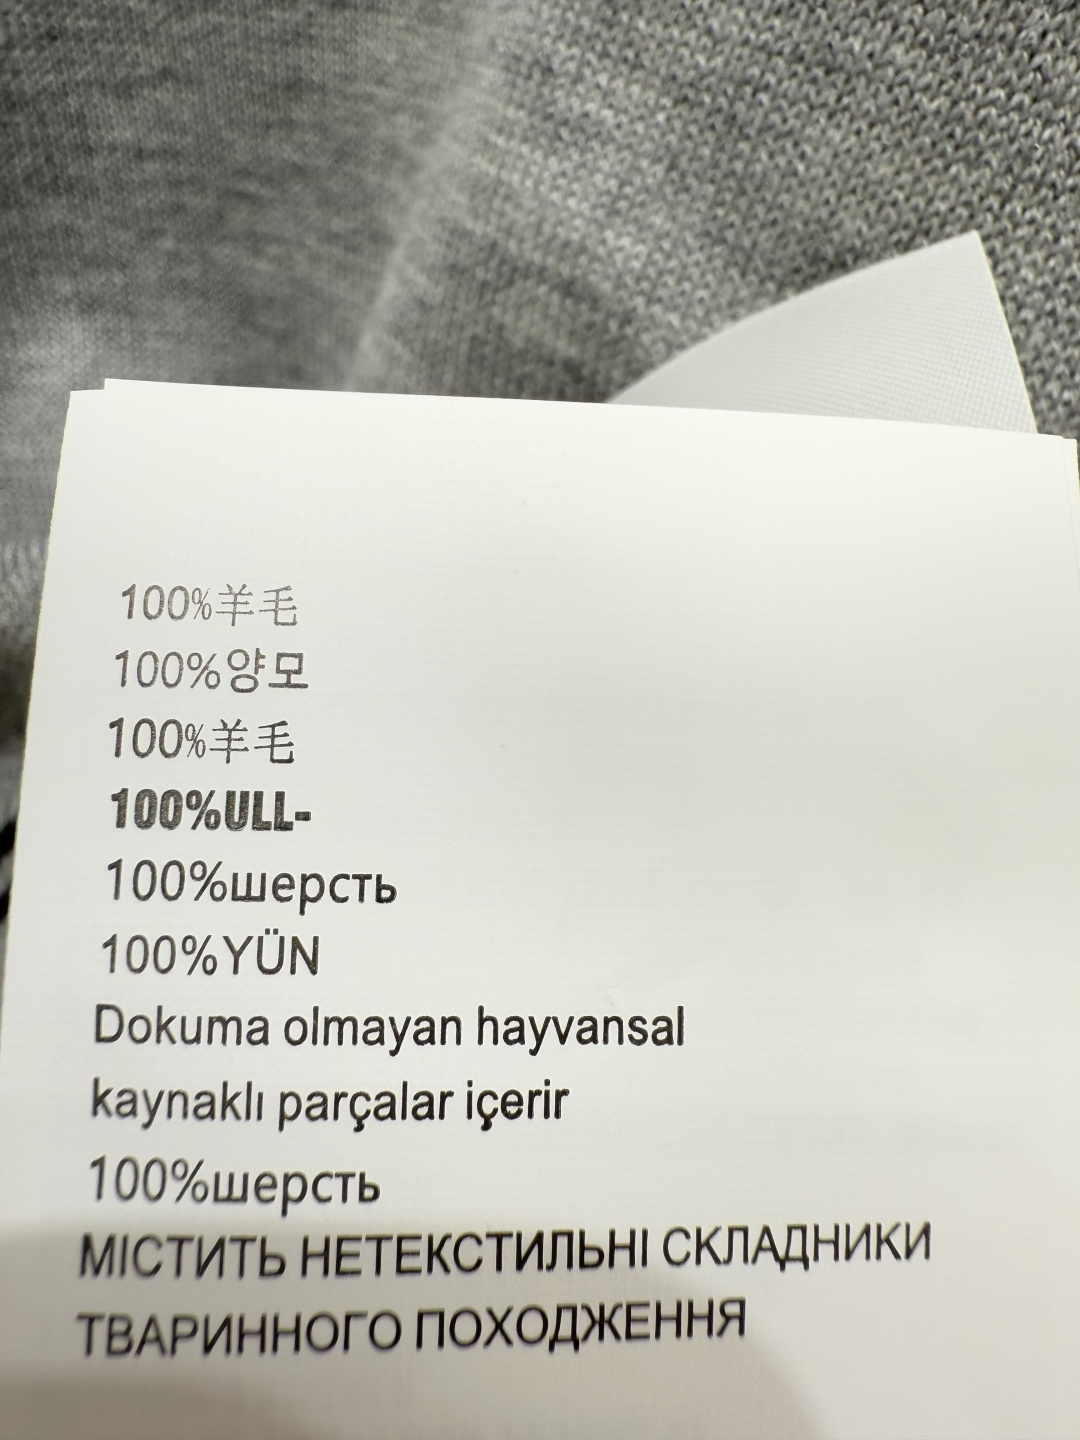 100%羊毛
100%양모
100%羊毛
100%ULL-
100%шерсть
100%YÜN
Dokuma olmayan hayvansal
kaynaklı parçalar içerir
100%шерсть
МІСТИТЬ НЕТЕКСТИЛЬНІ СКЛАДНИКИ
ТВАРИННОГО ПОХОДЖЕННЯ